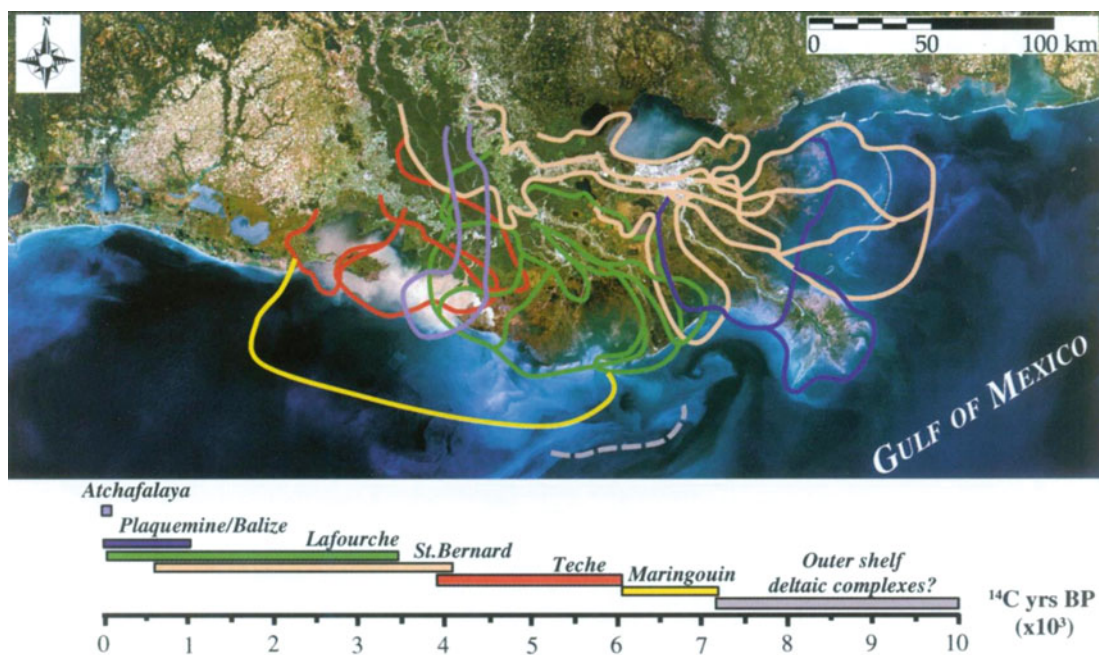 N
0 50 100 km
GULF OF MEXICO
Atchafalaya
Plaquemine/Balize
Lafourche
St.Bernard
Teche
Maringouin
Outer shelf
deltaic complexes?
14C yrs BP
(x10³)
0 1 2 3 4 5 6 7 8 9 10